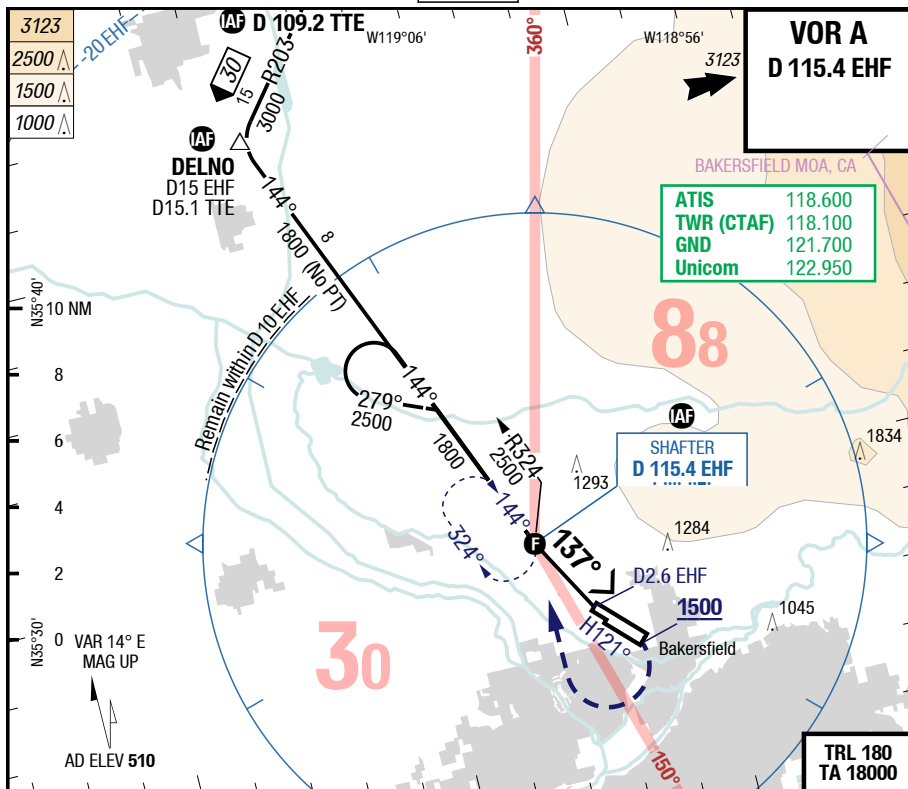 3123
2500
1500
1000
-20 EHF-
IAF D 109.2 TTE
W119°06'
360°
W118°56'
3123
VOR A
D 115.4 EHF
30
15
R203
3000
IAF
DELNO
D15 EHF
D15.1 TTE
144°
8
1800 (No PT)
BAKERSFIELD MOA, CA
ATIS 118.600
TWR (CTAF) 118.100
GND 121.700
Unicom 122.950
N35°40'
10 NM
Remain within D 10 EHF
88
8
144°
279°
2500
1800
R324
2500
IAF
SHAFTER
D 115.4 EHF
1834
6
1293
4
144°
-324°
F
137°
1284
2
D2.6 EHF
1500
1045
0
N35°30'
H121°
Bakersfield
30
VAR 14° E
MAG UP
AD ELEV 510
150°
TRL 180
TA 18000